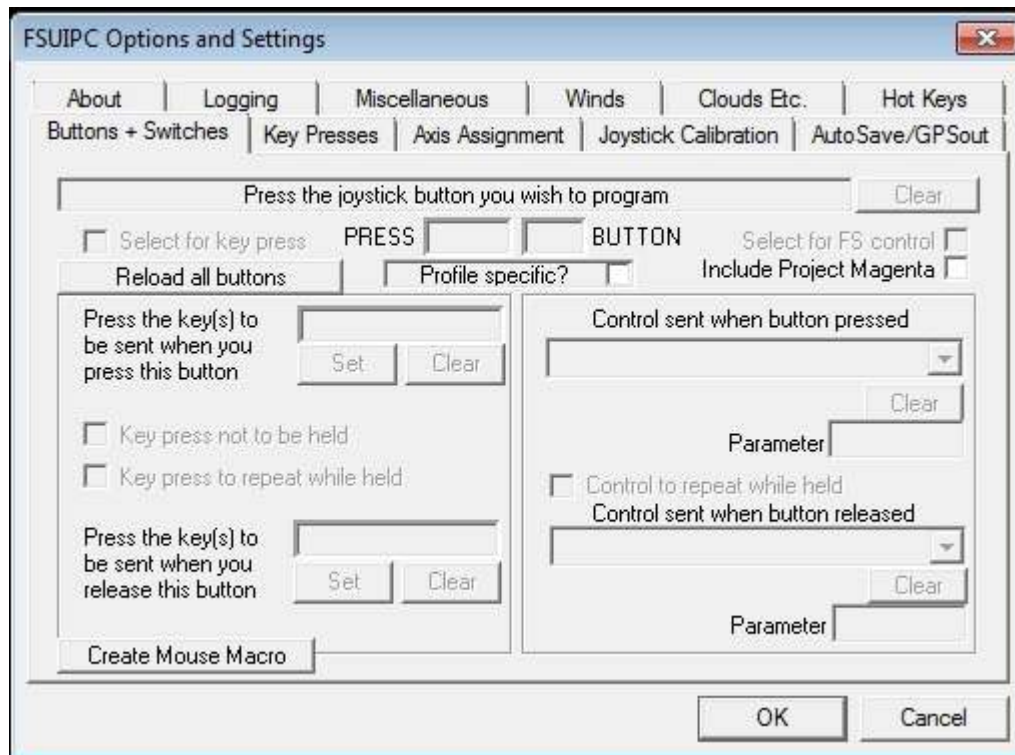 FSUIPC Options and Settings
About Logging Miscellaneous Winds Clouds Etc. Hot Keys
Buttons + Switches Key Presses Axis Assignment Joystick Calibration AutoSave/GPSout
Press the joystick button you wish to program Clear
Select for key press PRESS BUTTON Select for FS control
Reload all buttons Profile specific? Include Project Magenta
Press the key(s) to
be sent when you
press this button
Set Clear
Key press not to be held
Key press to repeat while held
Press the key(s) to
be sent when you
release this button
Set Clear
Create Mouse Macro
Control sent when button pressed
Clear
Parameter
Control to repeat while held
Control sent when button released
Clear
Parameter
OK Cancel